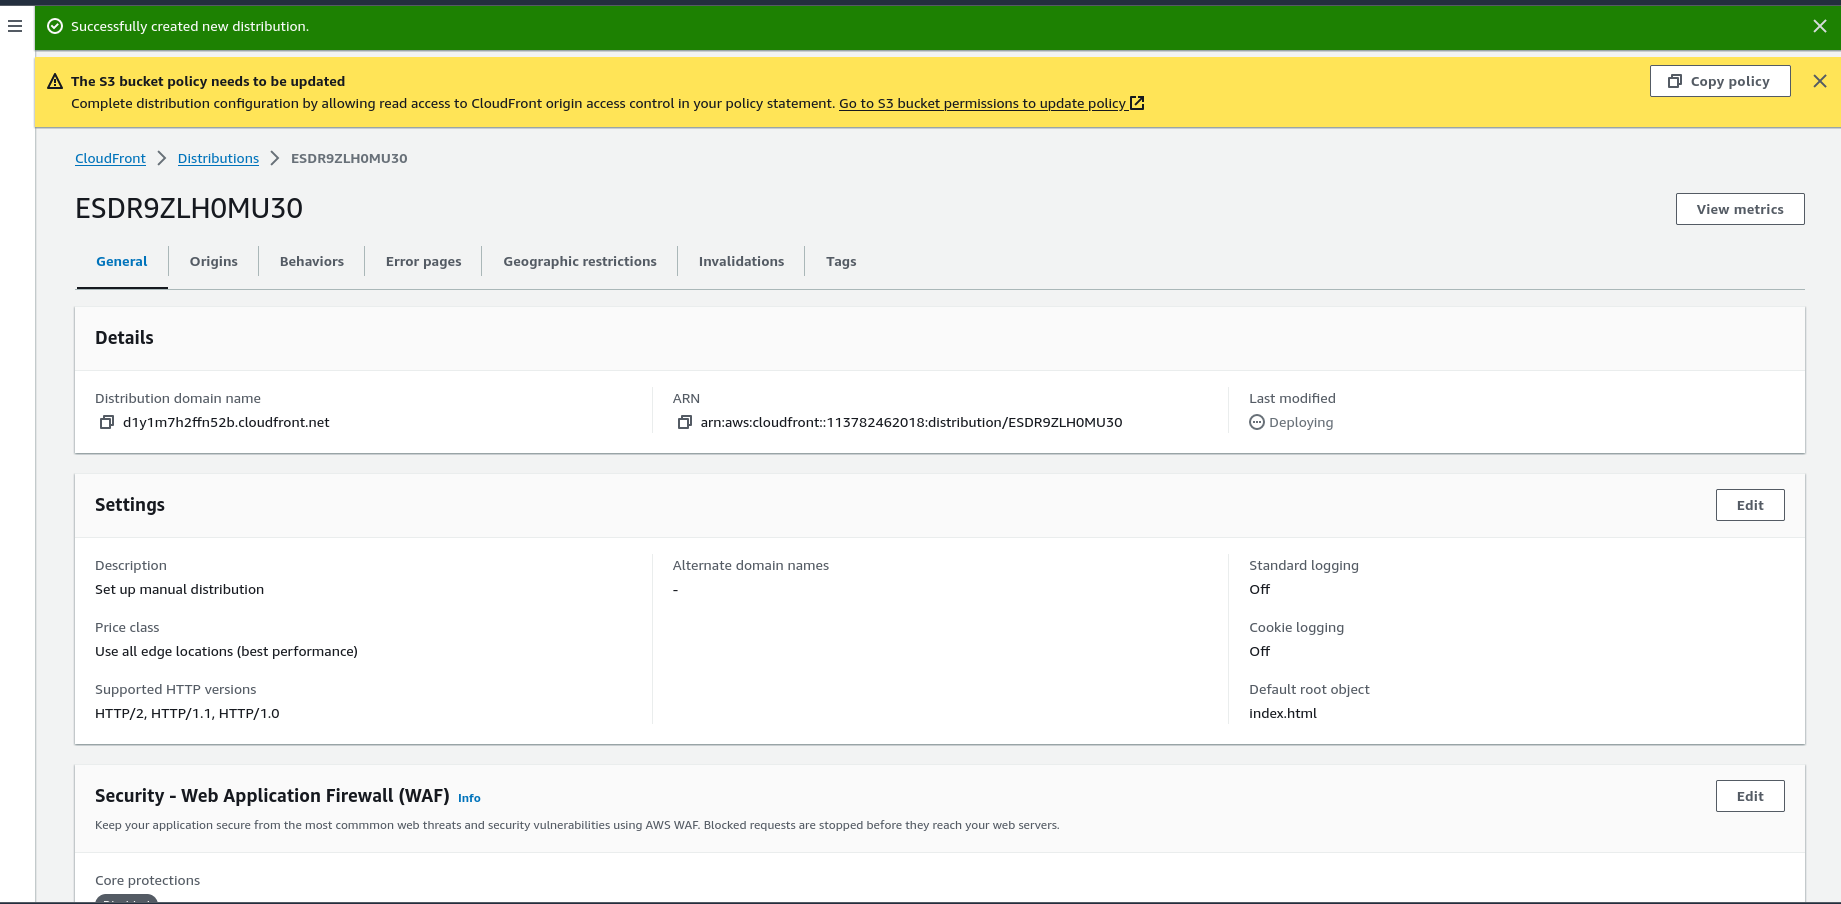 Successfully created new distribution.
The S3 bucket policy needs to be updated
Complete distribution configuration by allowing read access to CloudFront origin access control in your policy statement. Go to S3 bucket permissions to update policy
Copy policy
CloudFront > Distributions > ESDR9ZLH0MU30
ESDR9ZLH0MU30
View metrics
General Origins Behaviors Error pages Geographic restrictions Invalidations Tags
Details
Distribution domain name ARN Last modified
d1y1m7h2ffn52b.cloudfront.net arn:aws:cloudfront::113782462018:distribution/ESDR9ZLH0MU30 Deploying
Settings Edit
Description Alternate domain names Standard logging
Set up manual distribution - Off
Price class Cookie logging
Use all edge locations (best performance) Off
Supported HTTP versions Default root object
HTTP/2, HTTP/1.1, HTTP/1.0 index.html
Security - Web Application Firewall (WAF) Info Edit
Keep your application secure from the most commmon web threats and security vulnerabilities using AWS WAF. Blocked requests are stopped before they reach your web servers.
Core protections